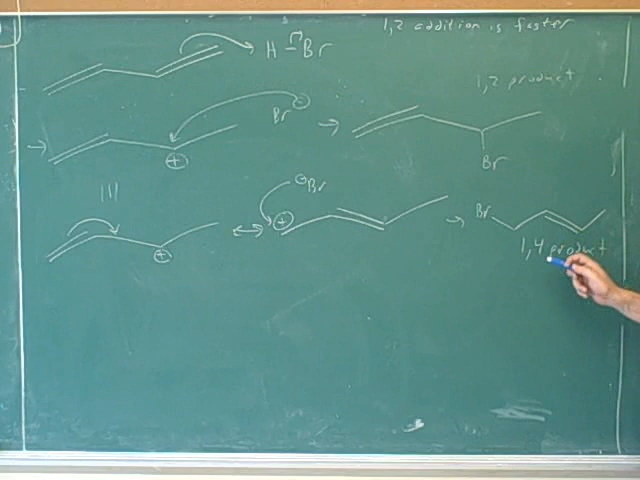 1,2 addition is faster
H - Br
1,2 product
Br ⊖
⊕
Br
⊖Br
⊕
Br
⊕
1,4 product